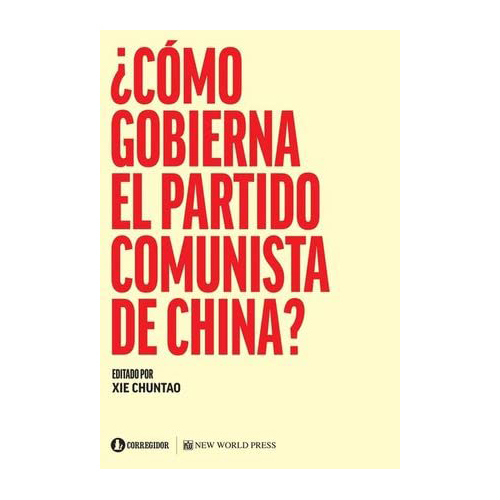 ¿CÓMO
GOBIERNA
EL PARTIDO
COMUNISTA
DE CHINA?
EDITADO POR
XIE CHUNTAO
CORREGIDOR
NEW WORLD PRESS